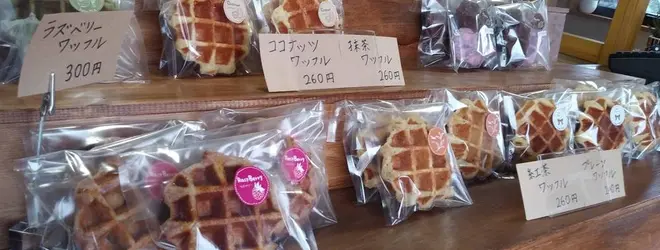 ラズベリー
ワッフル
300円
ココナッツ
ワッフル
260円
抹茶
ワッフル
260円
紅茶
ワッフル
260円
プレーン
ワッフル